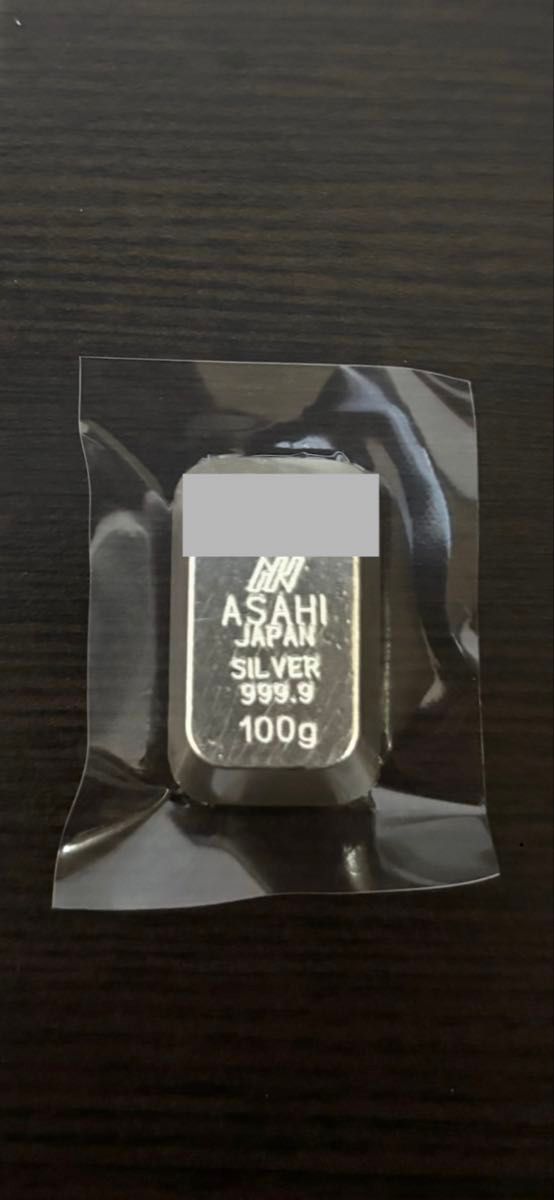 ASAHI
JAPAN
SILVER
999.9
100g